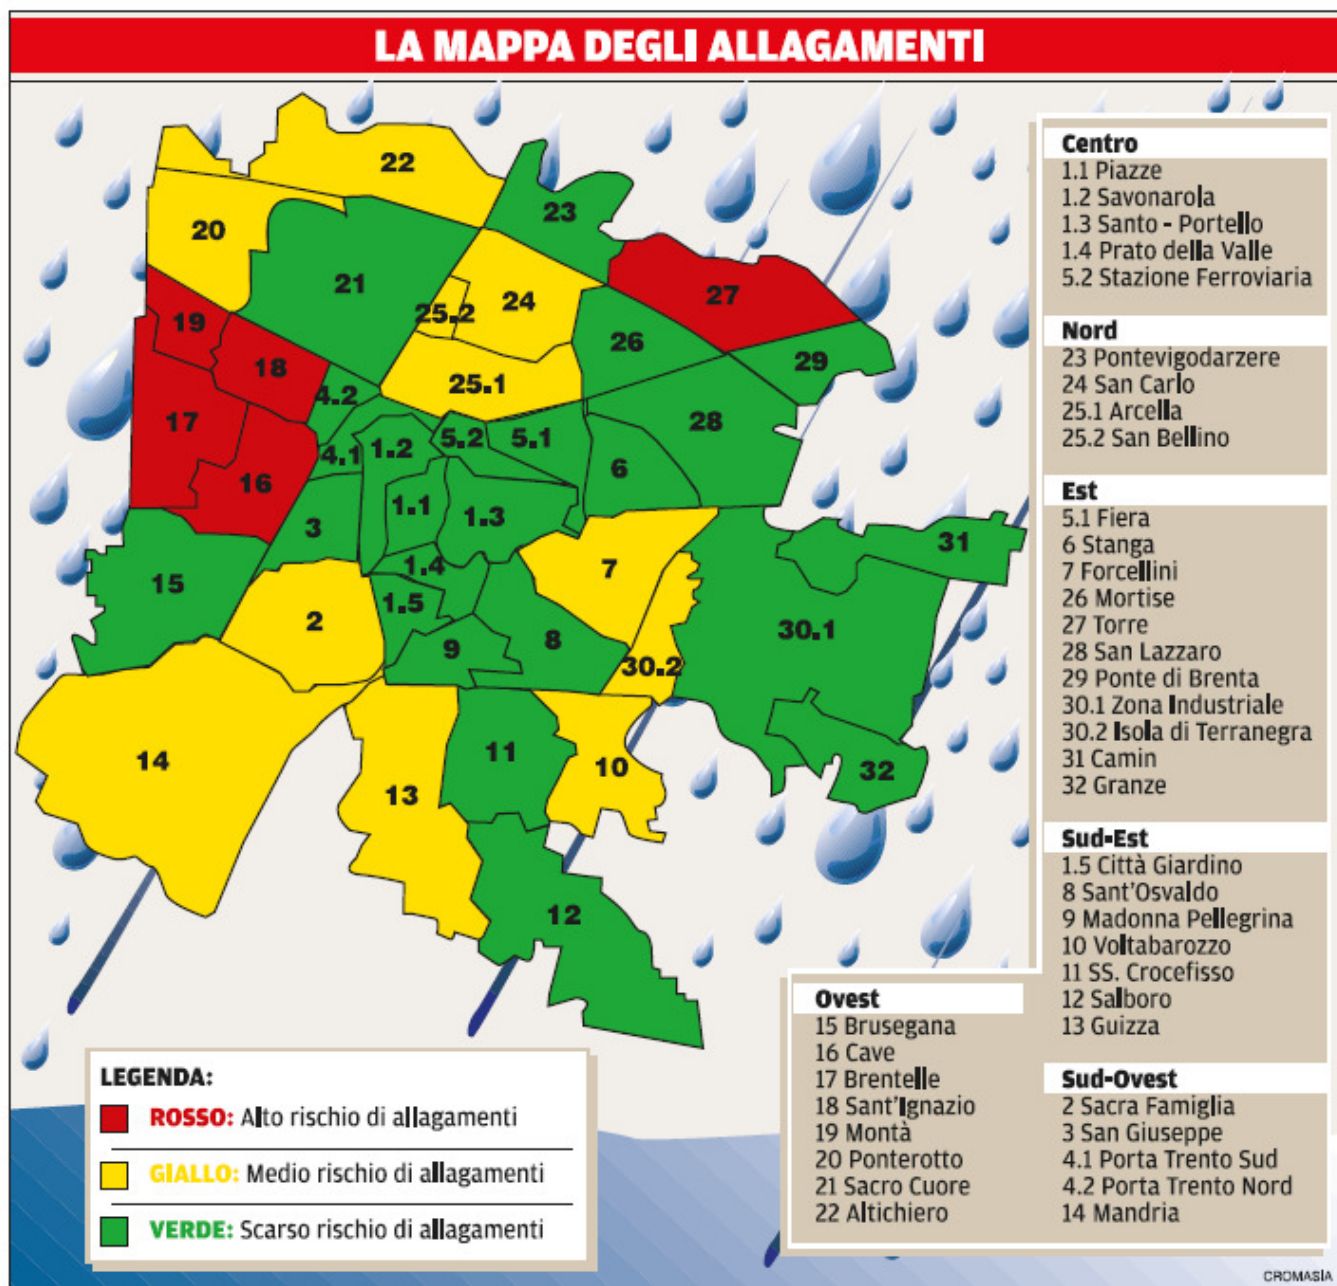 LA MAPPA DEGLI ALLAGAMENTI
22
23
20
21
24
27
25.2
19
26
29
18
25.1
4.2
17
28
1.2
5.2
5.1
4.1
6
16
1.1
1.3
3
31
15
1.4
7
1.5
2
30.1
9
8
30.2
14
11
10
13
32
12
Centro
1.1 Piazze
1.2 Savonarola
1.3 Santo - Portello
1.4 Prato della Valle
5.2 Stazione Ferroviaria
Nord
23 Pontevigodarzere
24 San Carlo
25.1 Arcella
25.2 San Bellino
Est
5.1 Fiera
6 Stanga
7 Forcellini
26 Mortise
27 Torre
28 San Lazzaro
29 Ponte di Brenta
30.1 Zona Industriale
30.2 Isola di Terranegra
31 Camin
32 Granze
Sud-Est
1.5 Città Giardino
8 Sant'Osvaldo
9 Madonna Pellegrina
10 Voltabarozzo
11 SS. Crocefisso
12 Salboro
13 Guizza
Ovest
15 Brusegana
16 Cave
17 Brentelle
18 Sant'Ignazio
19 Montà
20 Ponterotto
21 Sacro Cuore
22 Altichiero
Sud-Ovest
2 Sacra Famiglia
3 San Giuseppe
4.1 Porta Trento Sud
4.2 Porta Trento Nord
14 Mandria
LEGENDA:
ROSSO: Alto rischio di allagamenti
GIALLO: Medio rischio di allagamenti
VERDE: Scarso rischio di allagamenti
CROMASIA